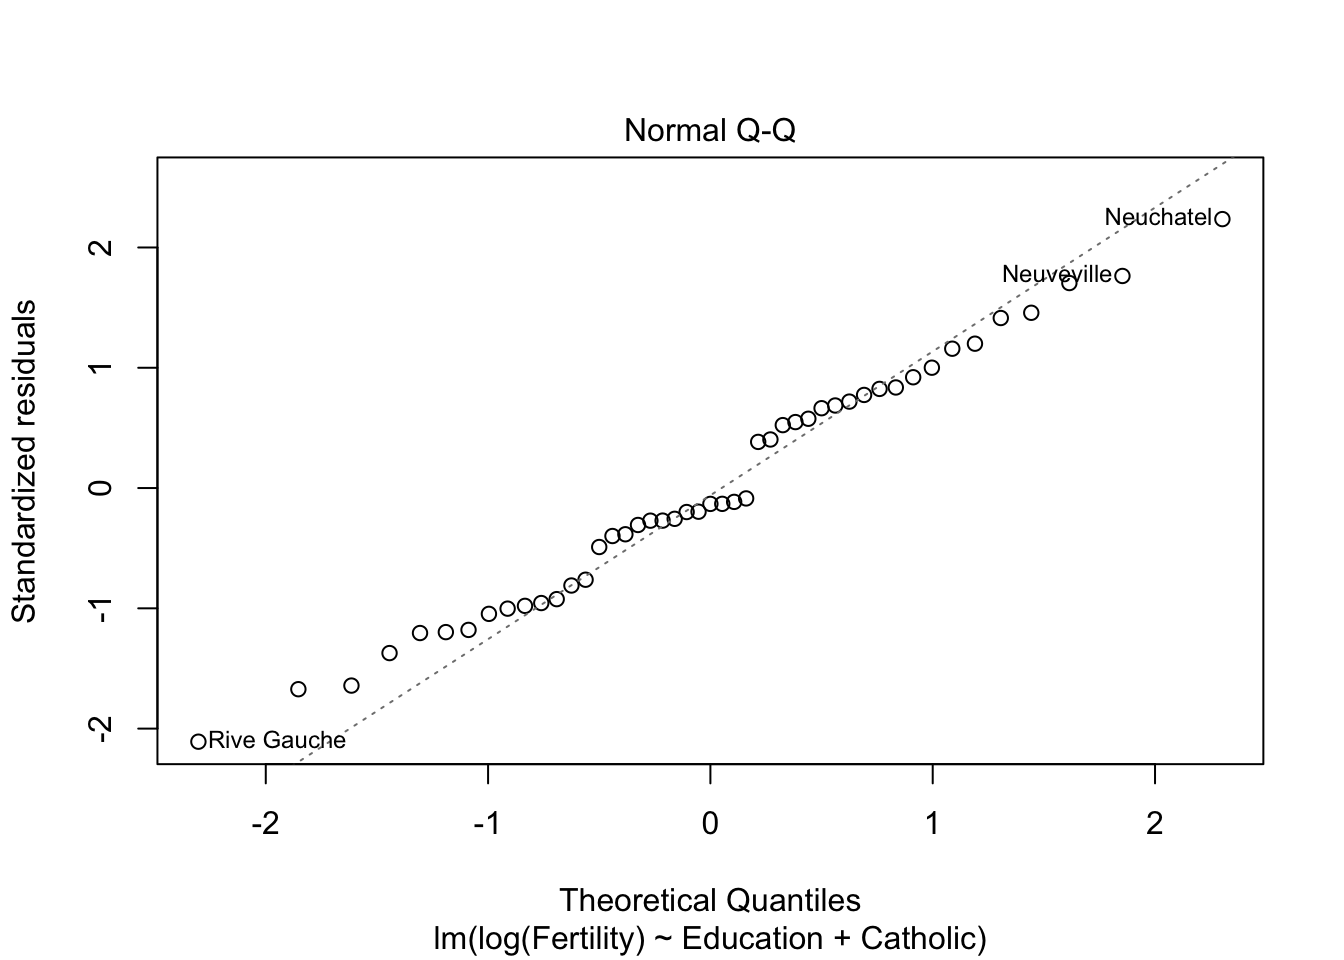 Normal Q-Q
Standardized residuals
2
1
0
-1
-2
Neuchatel
Neuveville
Rive Gauche
-2 -1 0 1 2
Theoretical Quantiles
lm(log(Fertility) ~ Education + Catholic)